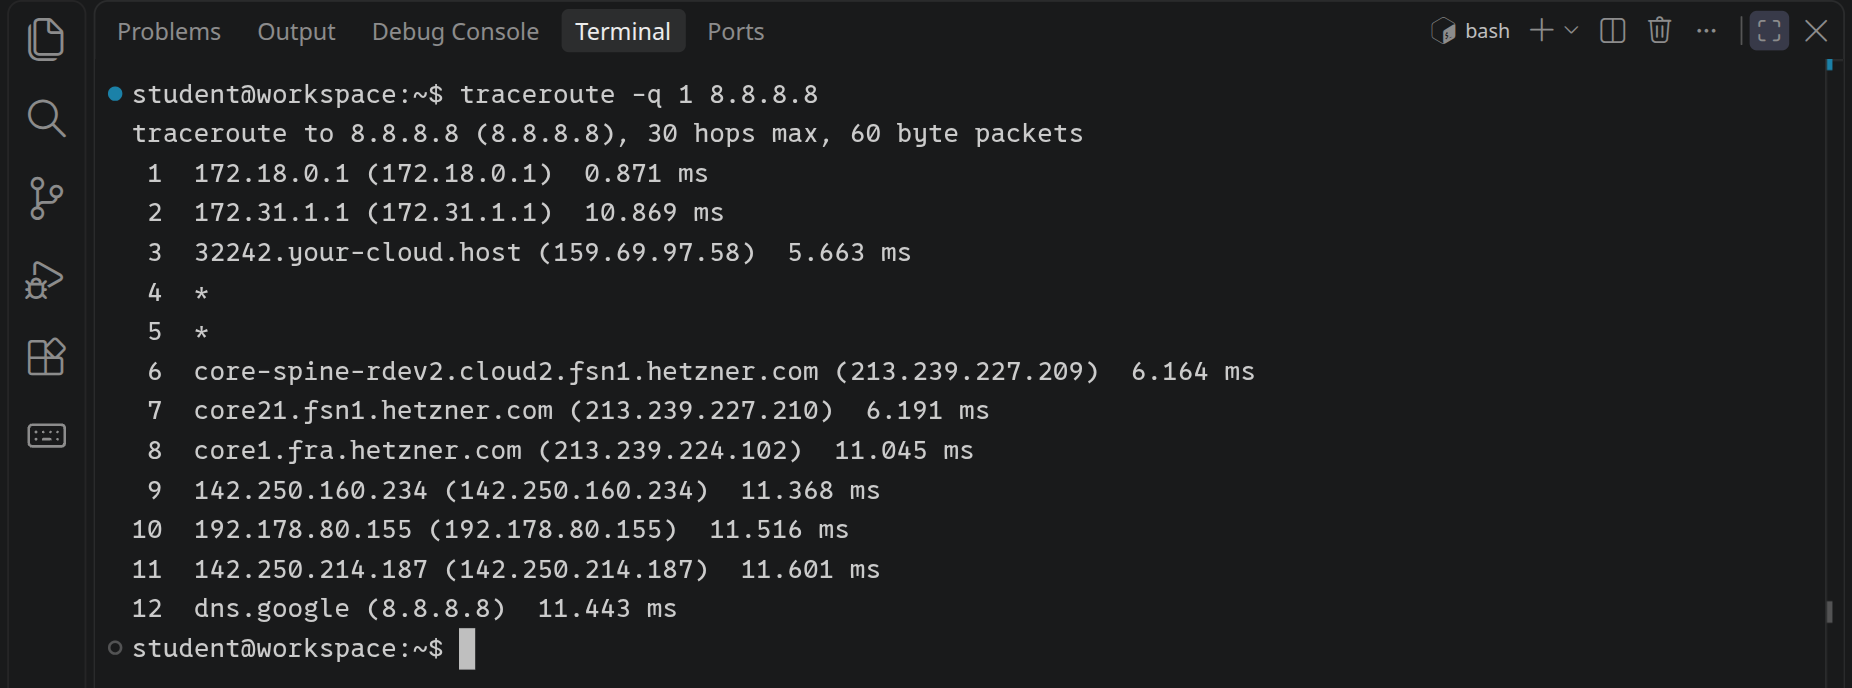 Problems Output Debug Console Terminal Ports bash
student@workspace:~$ traceroute -q 1 8.8.8.8
traceroute to 8.8.8.8 (8.8.8.8), 30 hops max, 60 byte packets
 1  172.18.0.1 (172.18.0.1)  0.871 ms
 2  172.31.1.1 (172.31.1.1)  10.869 ms
 3  32242.your-cloud.host (159.69.97.58)  5.663 ms
 4  *
 5  *
 6  core-spine-rdev2.cloud2.fsn1.hetzner.com (213.239.227.209)  6.164 ms
 7  core21.fsn1.hetzner.com (213.239.227.210)  6.191 ms
 8  core1.fra.hetzner.com (213.239.224.102)  11.045 ms
 9  142.250.160.234 (142.250.160.234)  11.368 ms
10  192.178.80.155 (192.178.80.155)  11.516 ms
11  142.250.214.187 (142.250.214.187)  11.601 ms
12  dns.google (8.8.8.8)  11.443 ms
student@workspace:~$